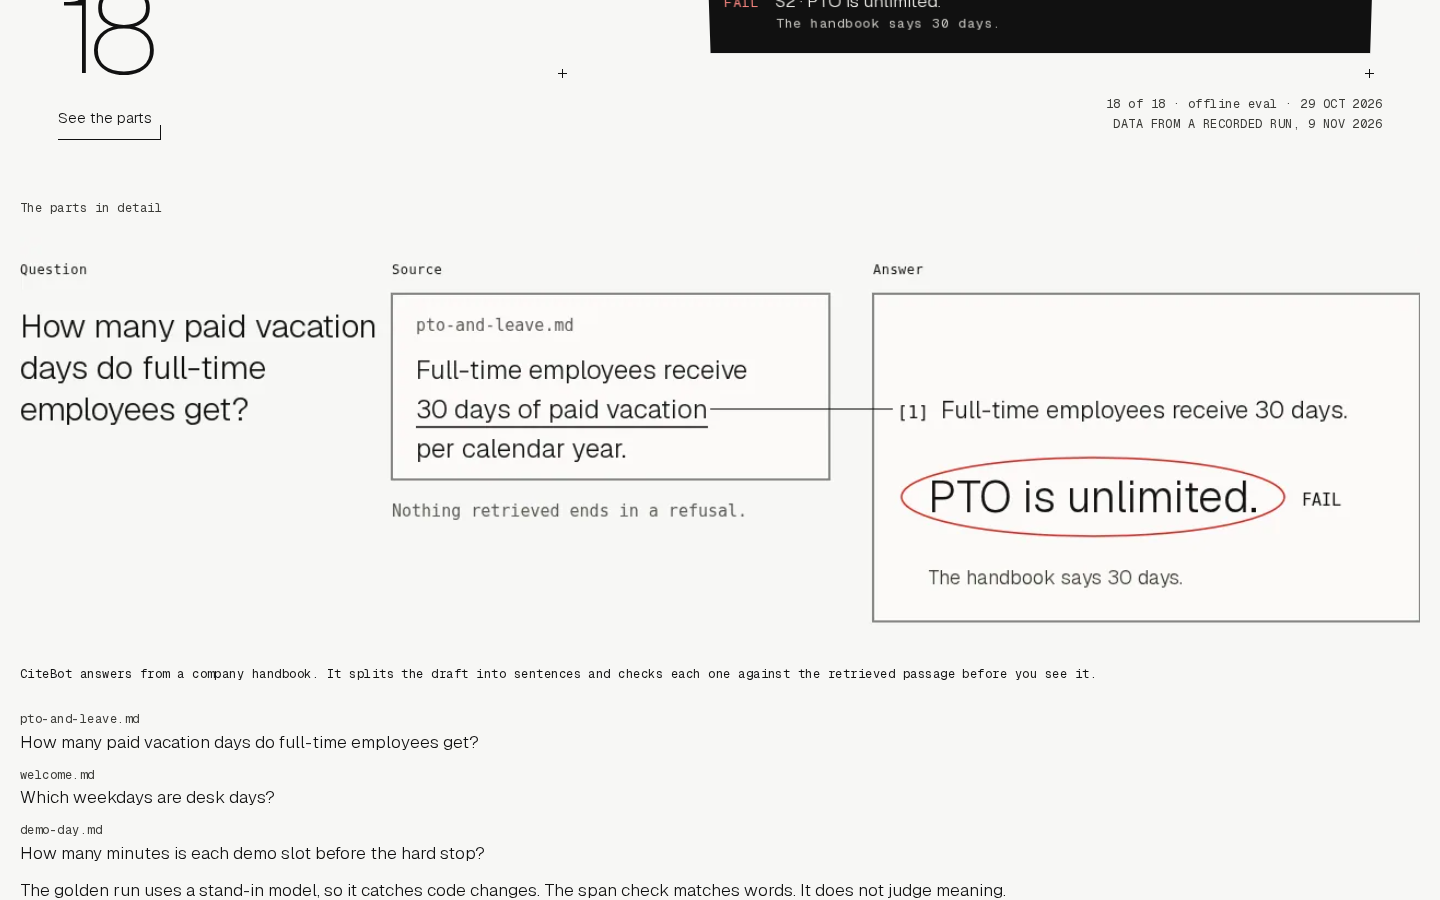 18
FAIL S2 · PTO is unlimited.
The handbook says 30 days.
See the parts
18 of 18 · offline eval · 29 OCT 2026
DATA FROM A RECORDED RUN, 9 NOV 2026
The parts in detail
Question
How many paid vacation
days do full-time
employees get?
Source
pto-and-leave.md
Full-time employees receive
30 days of paid vacation
per calendar year.
Nothing retrieved ends in a refusal.
Answer
[1] Full-time employees receive 30 days.
PTO is unlimited. FAIL
The handbook says 30 days.
CiteBot answers from a company handbook. It splits the draft into sentences and checks each one against the retrieved passage before you see it.
pto-and-leave.md
How many paid vacation days do full-time employees get?
welcome.md
Which weekdays are desk days?
demo-day.md
How many minutes is each demo slot before the hard stop?
The golden run uses a stand-in model, so it catches code changes. The span check matches words. It does not judge meaning.